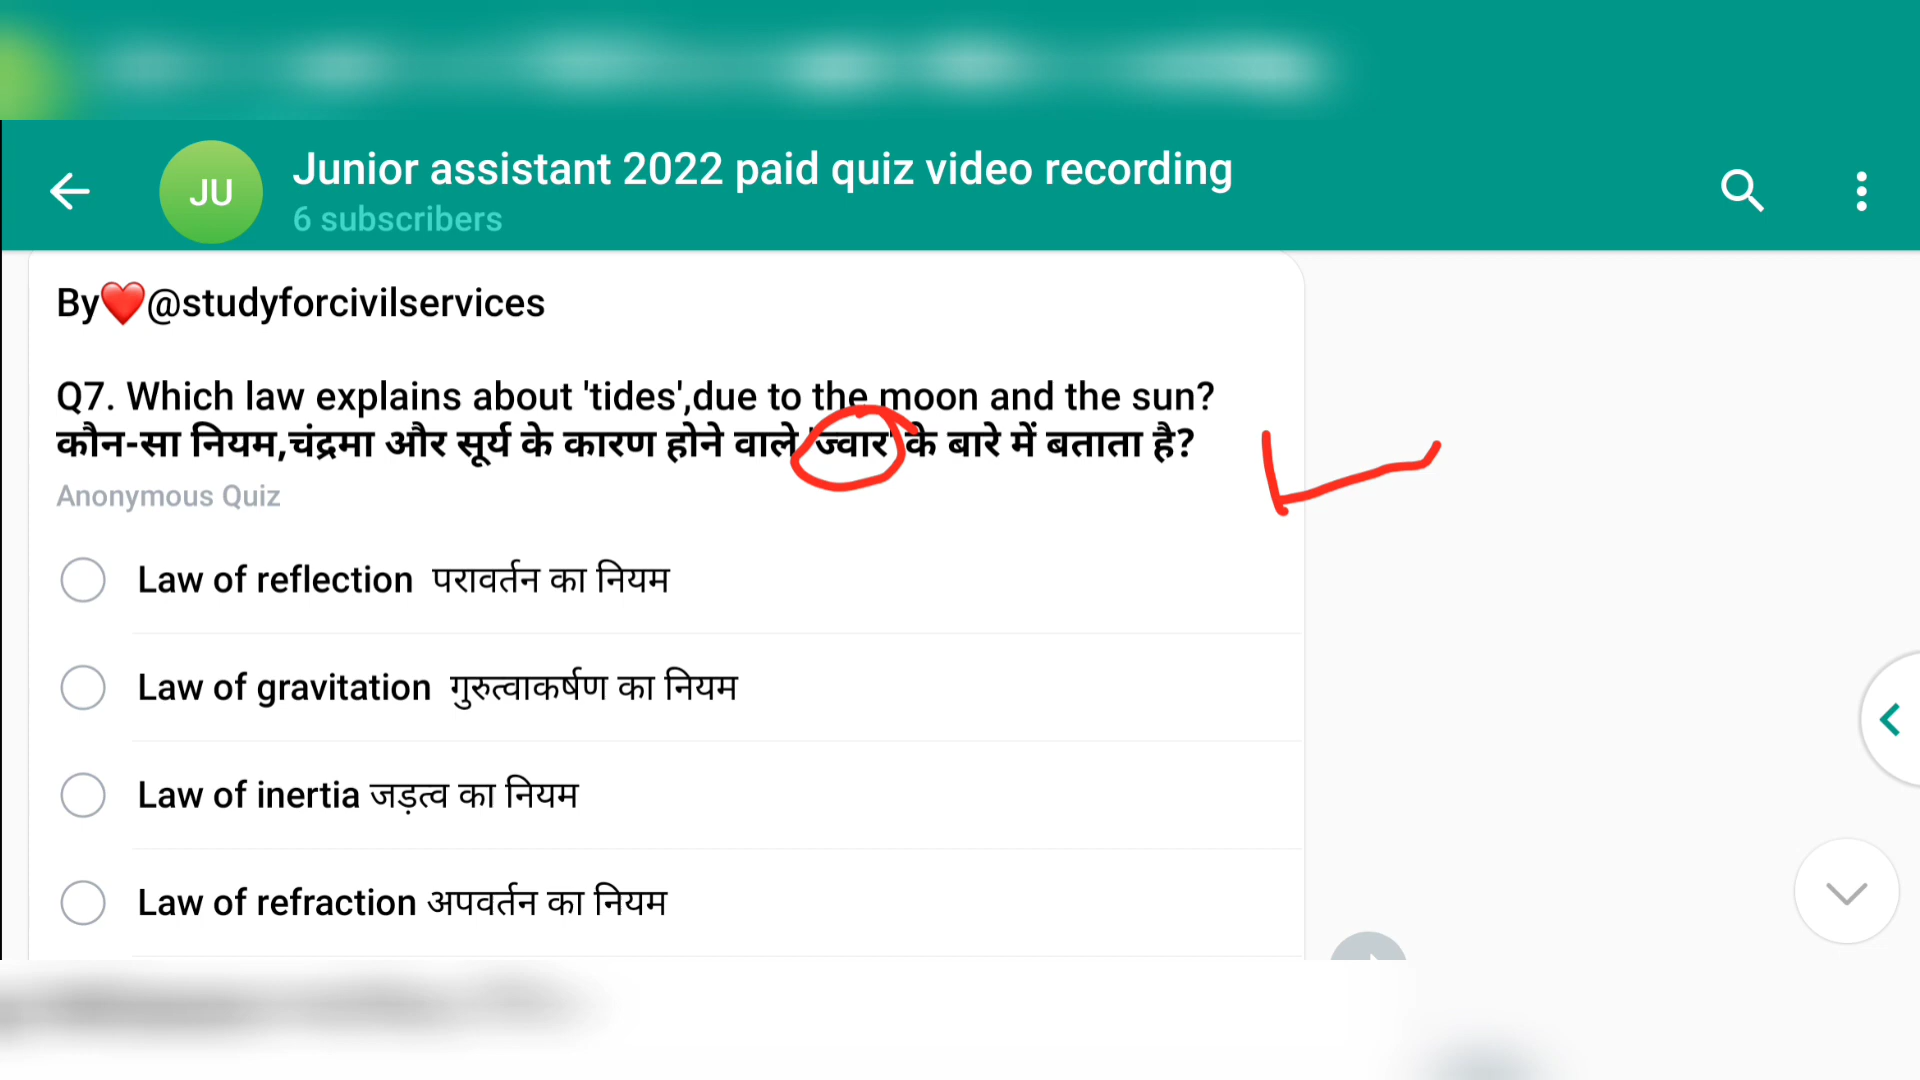 Junior assistant 2022 paid quiz video recording
JU
6 subscribers
By❤️@studyforcivilservices
Q7. Which law explains about 'tides',due to the moon and the sun?
कौन-सा नियम,चंद्रमा और सूर्य के कारण होने वाले 'ज्वार' के बारे में बताता है?
Anonymous Quiz
Law of reflection परावर्तन का नियम
Law of gravitation गुरुत्वाकर्षण का नियम
Law of inertia जड़त्व का नियम
Law of refraction अपवर्तन का नियम